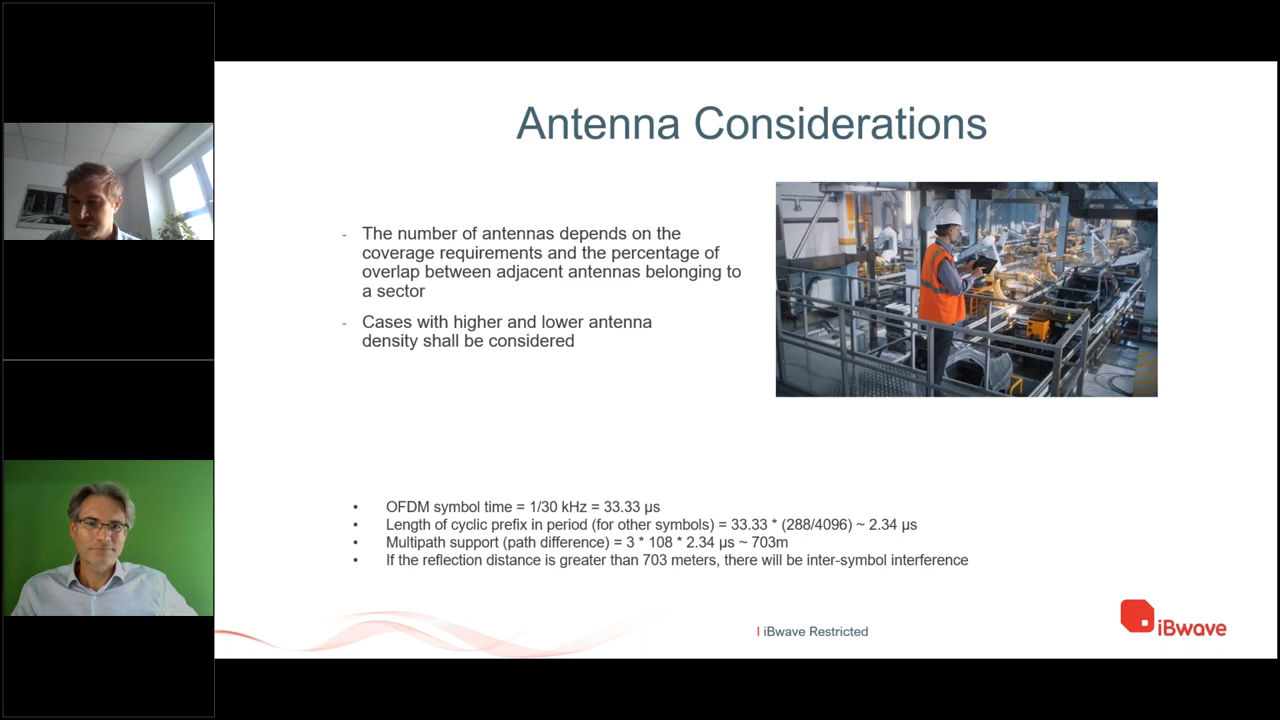 Antenna Considerations
- The number of antennas depends on the
coverage requirements and the percentage of
overlap between adjacent antennas belonging to
a sector
- Cases with higher and lower antenna
density shall be considered
• OFDM symbol time = 1/30 kHz = 33.33 μs
• Length of cyclic prefix in period (for other symbols) = 33.33 * (288/4096) ~ 2.34 μs
• Multipath support (path difference) = 3 * 108 * 2.34 μs ~ 703m
• If the reflection distance is greater than 703 meters, there will be inter-symbol interference
| iBwave Restricted
iBwave